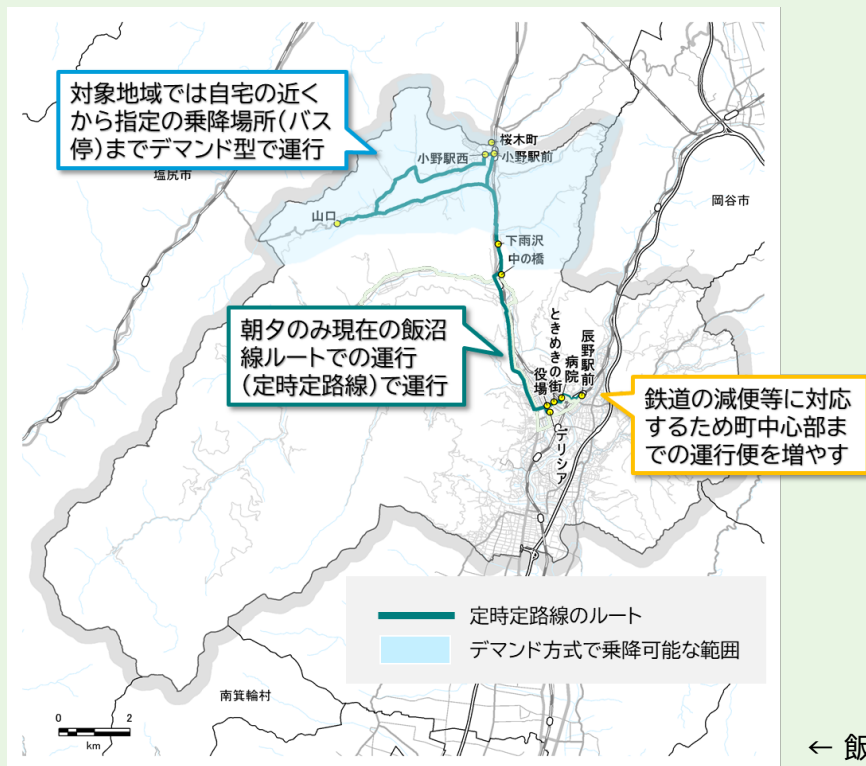 対象地域では自宅の近く
から指定の乗降場所(バス
停)までデマンド型で運行
塩尻市
桜木町
小野駅西
小野駅前
岡谷市
山口
下雨沢
中の橋
朝夕のみ現在の飯沼
線ルートでの運行
(定時定路線)で運行
役場
ときめきの街
病院
辰野駅前
デリシア
鉄道の減便等に対応
するため町中心部ま
での運行便を増やす
定時定路線のルート
デマンド方式で乗降可能な範囲
南箕輪村
0 2
km
← 飯